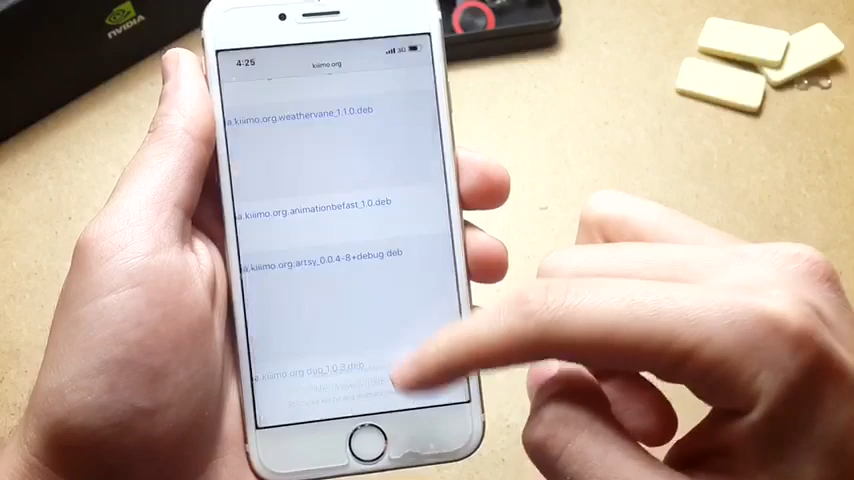 NVIDIA
4:25
3G
kiiimo.org
a.kiiimo.org.weathervane_1.1.0.deb
a.kiiimo.org.animationbefast_1.0.deb
a.kiiimo.org.artsy_0.0.4-8+debug.deb
a.kiiimo.org.duo_1.0.3.deb